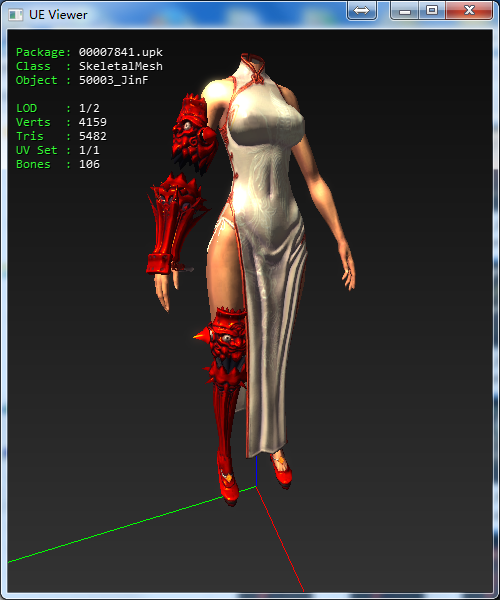 UE Viewer
Package: 00007841.upk
Class : SkeletalMesh
Object : 50003_JinF
LOD : 1/2
Verts : 4159
Tris : 5482
UV Set : 1/1
Bones : 106